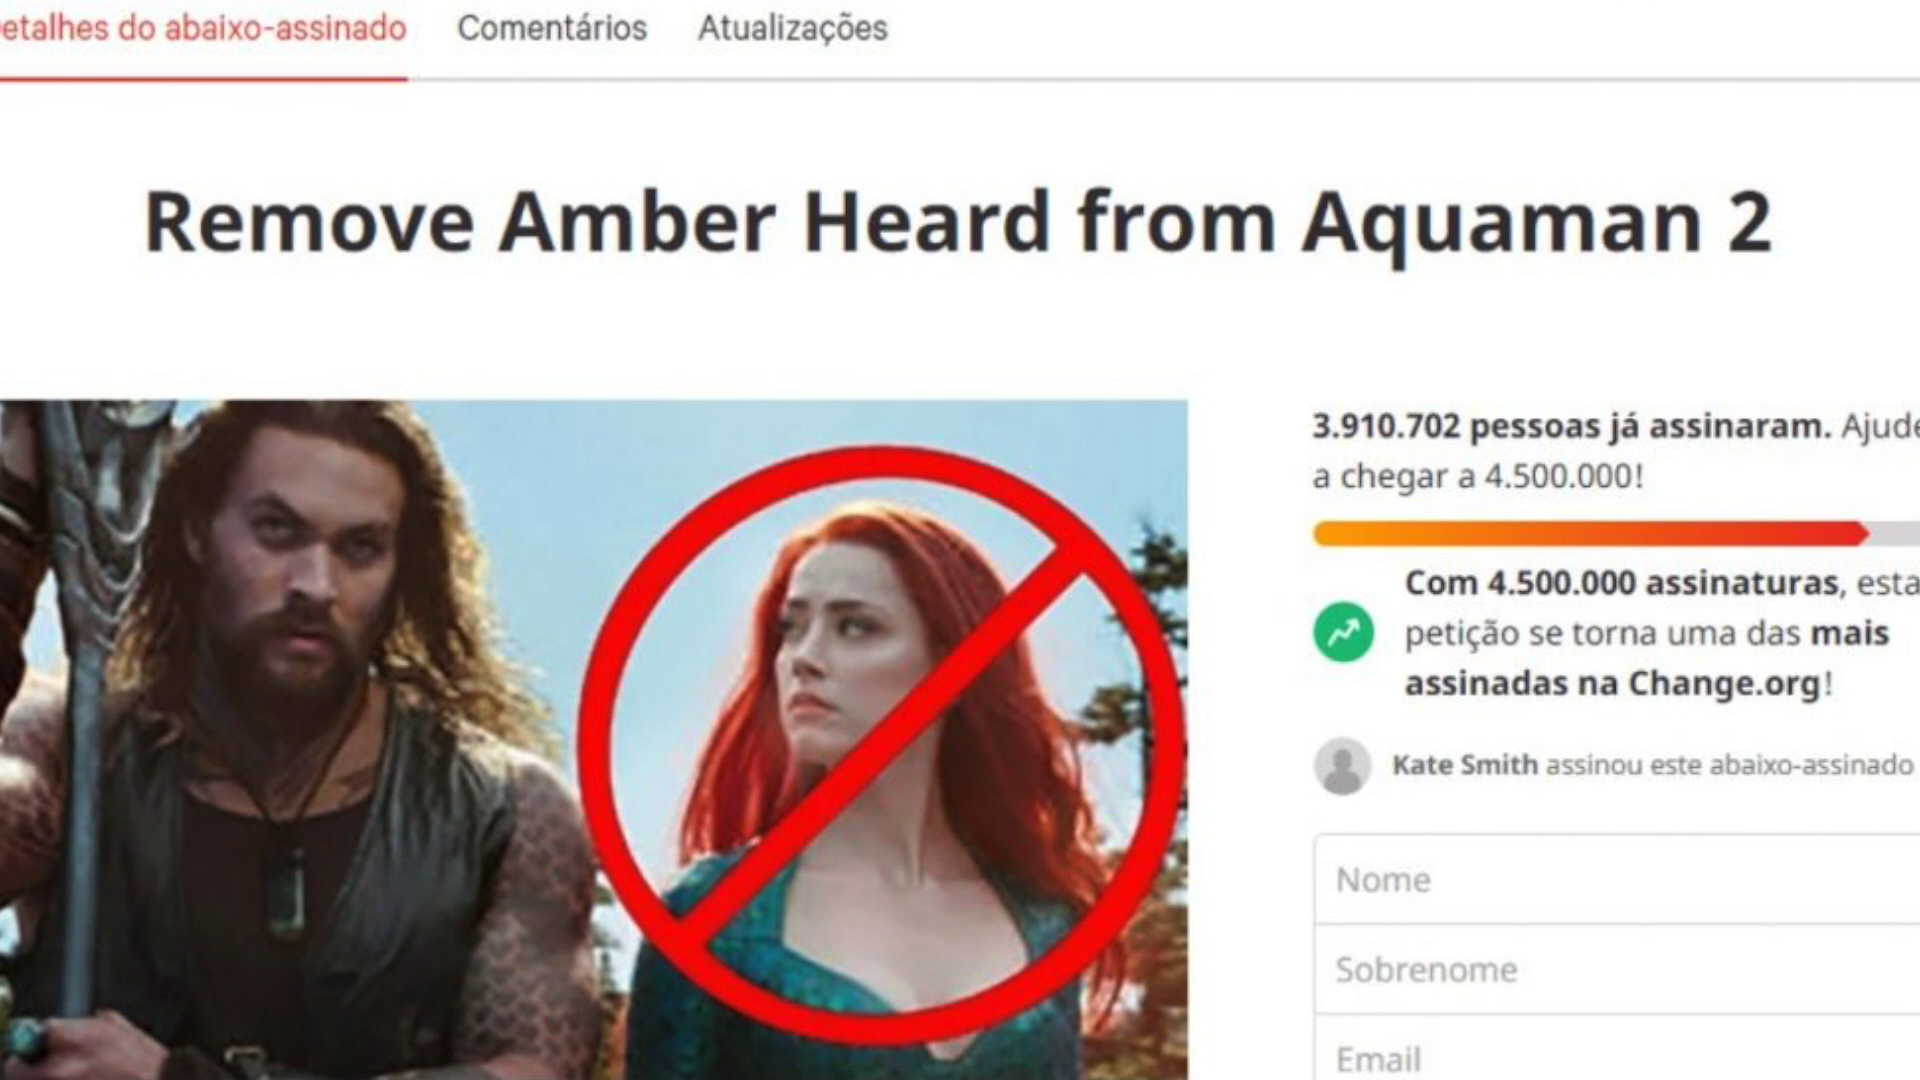 do abaixo-assinado Comentários Atualizações
Remove Amber Heard from Aquaman 2
3.910.702 pessoas já assinaram.
a chegar a 4.500.000!
Com 4.500.000 assinaturas, esta
petição se torna uma das mais
assinadas na Change.org!
Kate Smith assinou este abaixo-assinado
Nome
Sobrenome
Email